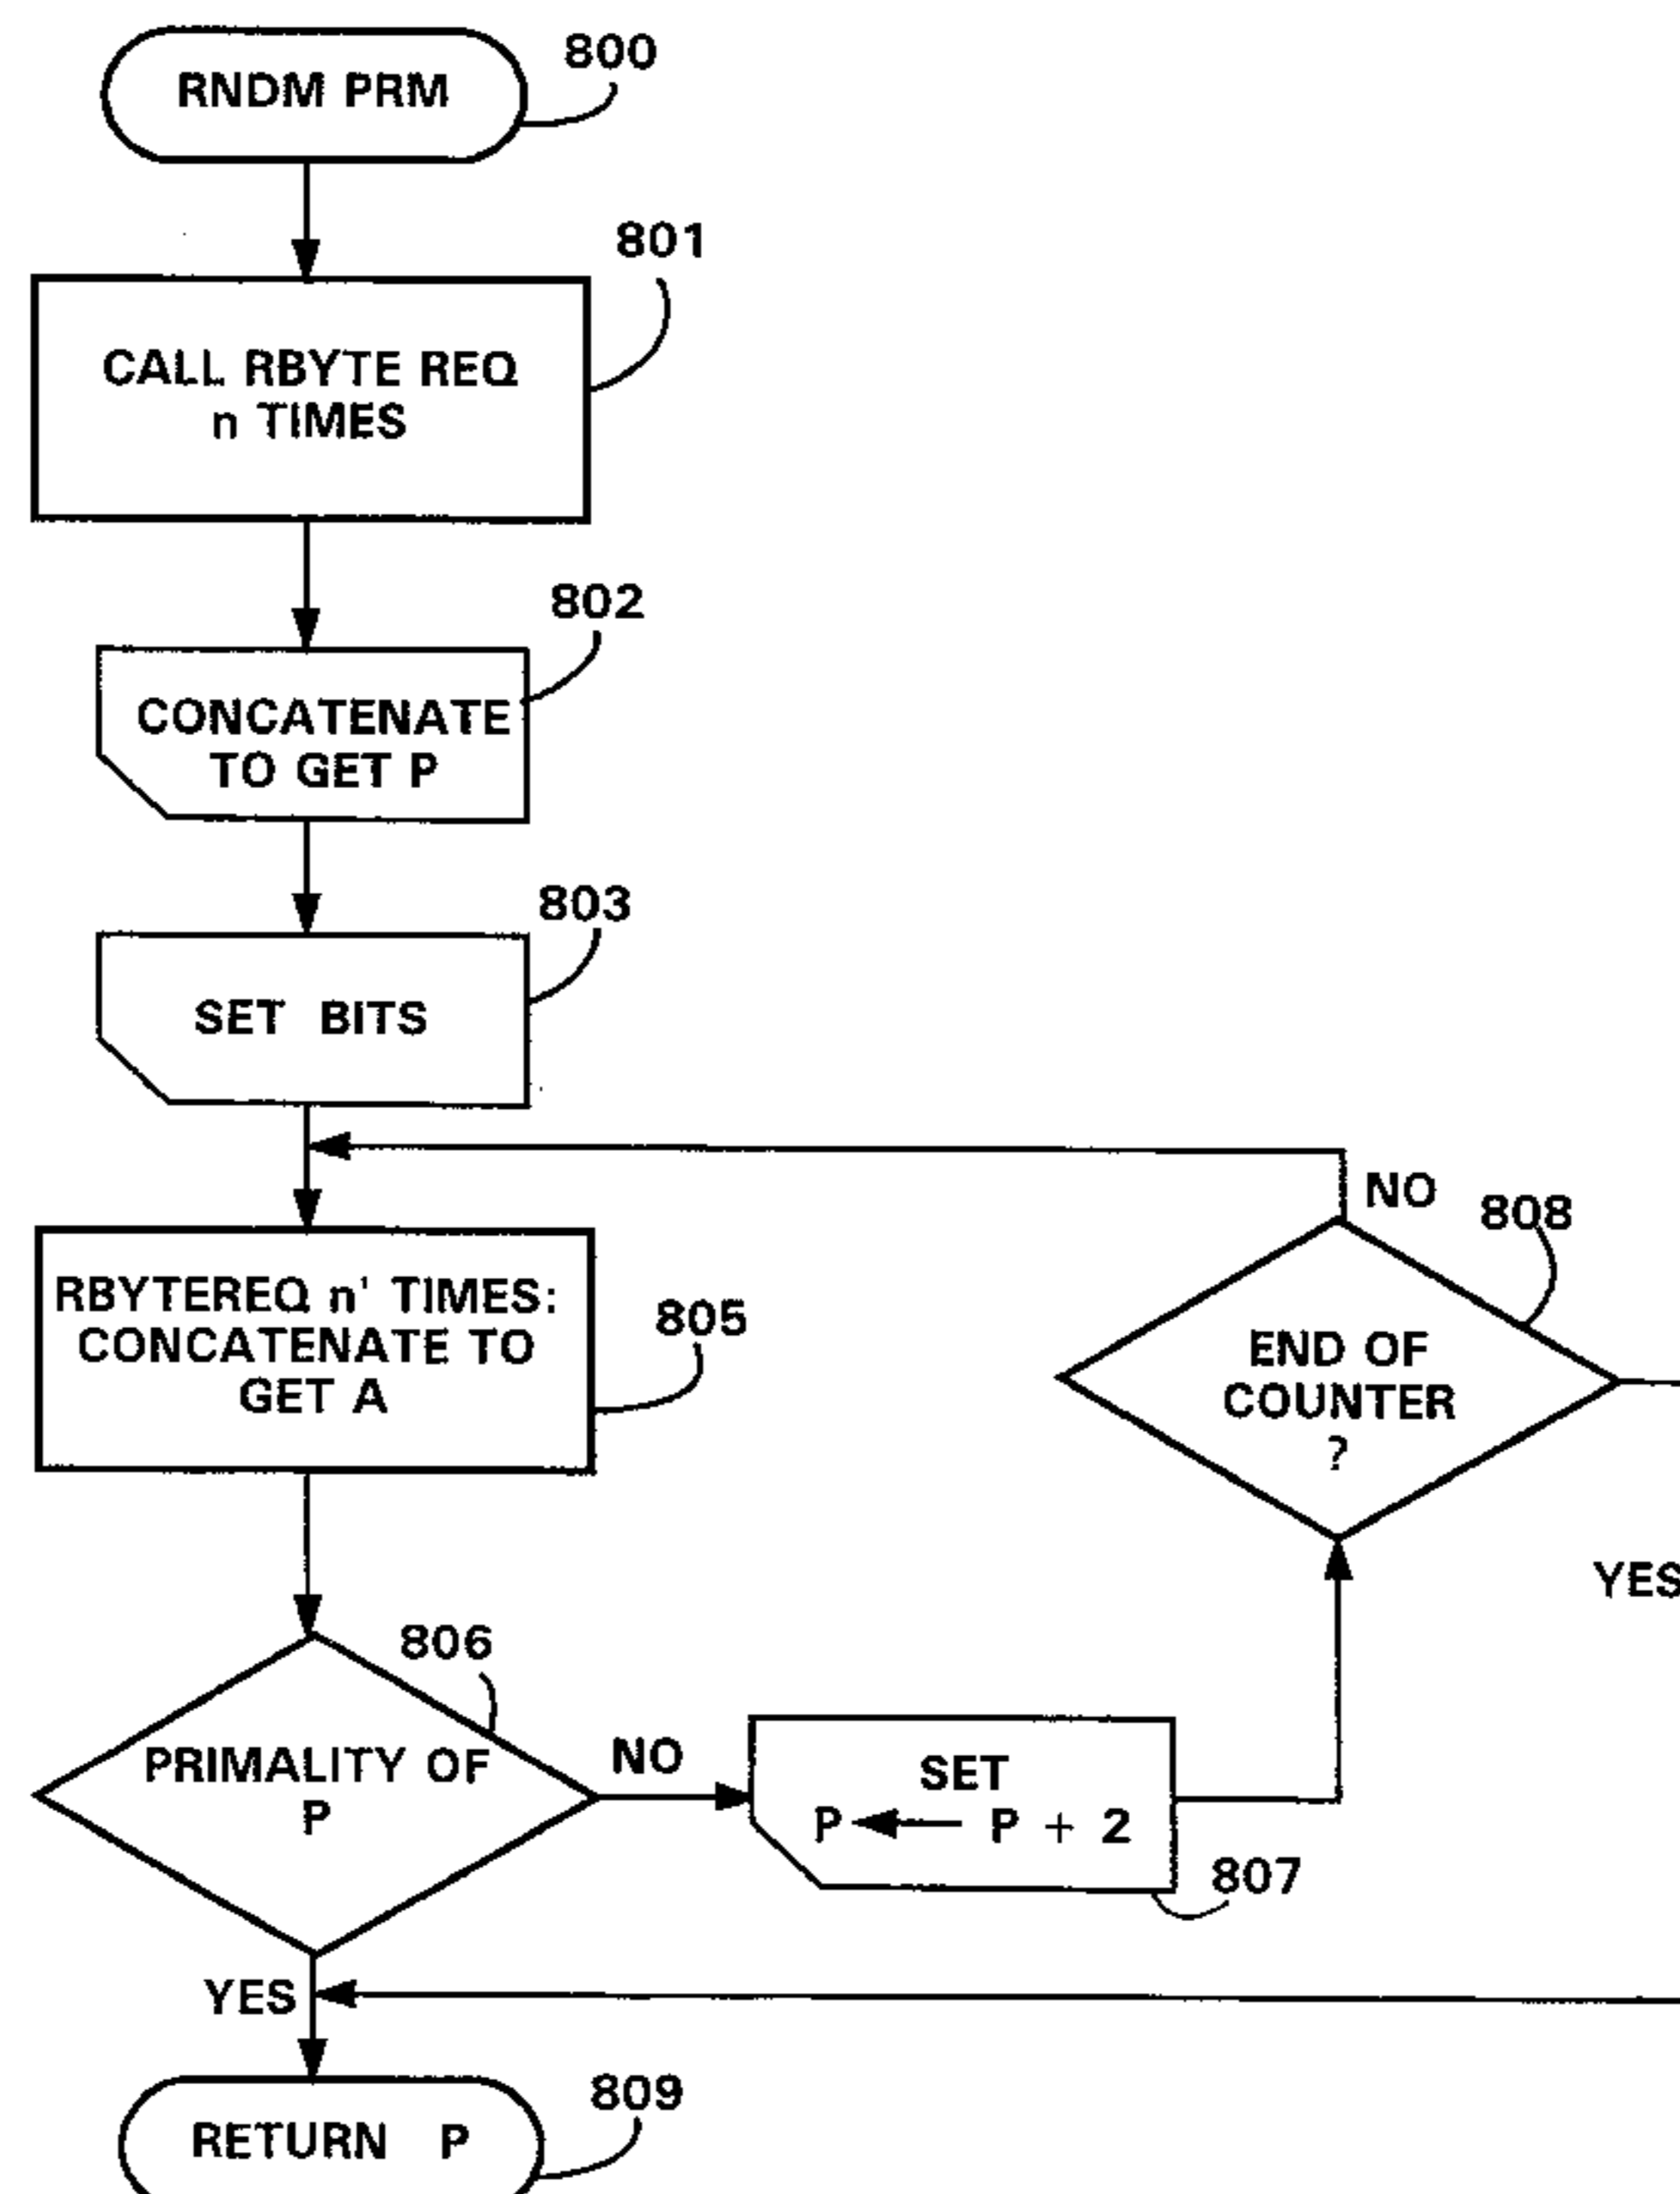 800
RNDM PRM
801
CALL RBYTE REQ
n TIMES
802
CONCATENATE
TO GET P
803
SET BITS
NO
808
RBYTEREQ n' TIMES:
CONCATENATE TO
GET A
805
END OF
COUNTER
?
YES
806
PRIMALITY OF
P
NO
SET
P ← P + 2
807
YES
809
RETURN P